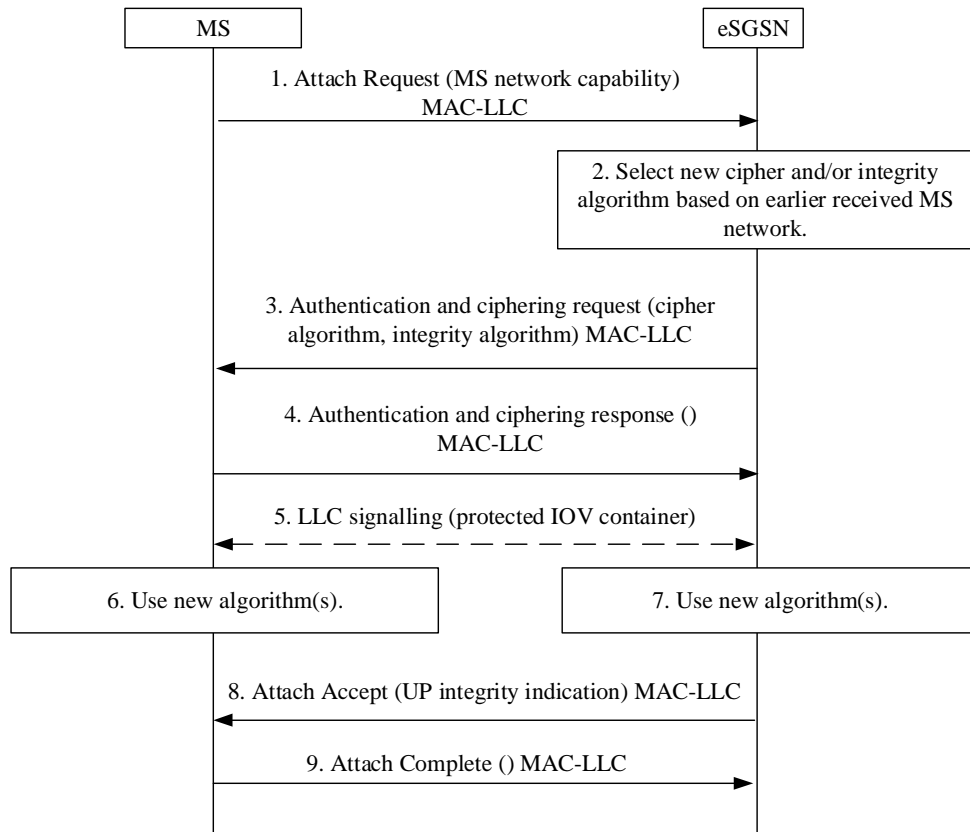 MS
eSGSN
1. Attach Request (MS network capability)
MAC-LLC
2. Select new cipher and/or integrity
algorithm based on earlier received MS
network.
3. Authentication and ciphering request (cipher
algorithm, integrity algorithm) MAC-LLC
4. Authentication and ciphering response ()
MAC-LLC
5. LLC signalling (protected IOV container)
6. Use new algorithm(s).
7. Use new algorithm(s).
8. Attach Accept (UP integrity indication) MAC-LLC
9. Attach Complete () MAC-LLC